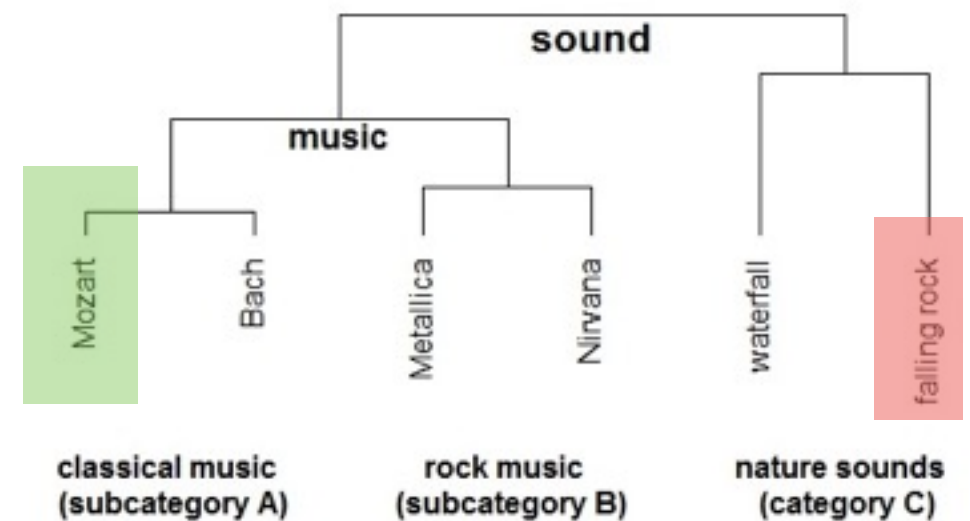 sound
music
Mozart
Bach
Metallica
Nirvana
waterfall
falling rock
classical music
(subcategory A)
rock music
(subcategory B)
nature sounds
(category C)